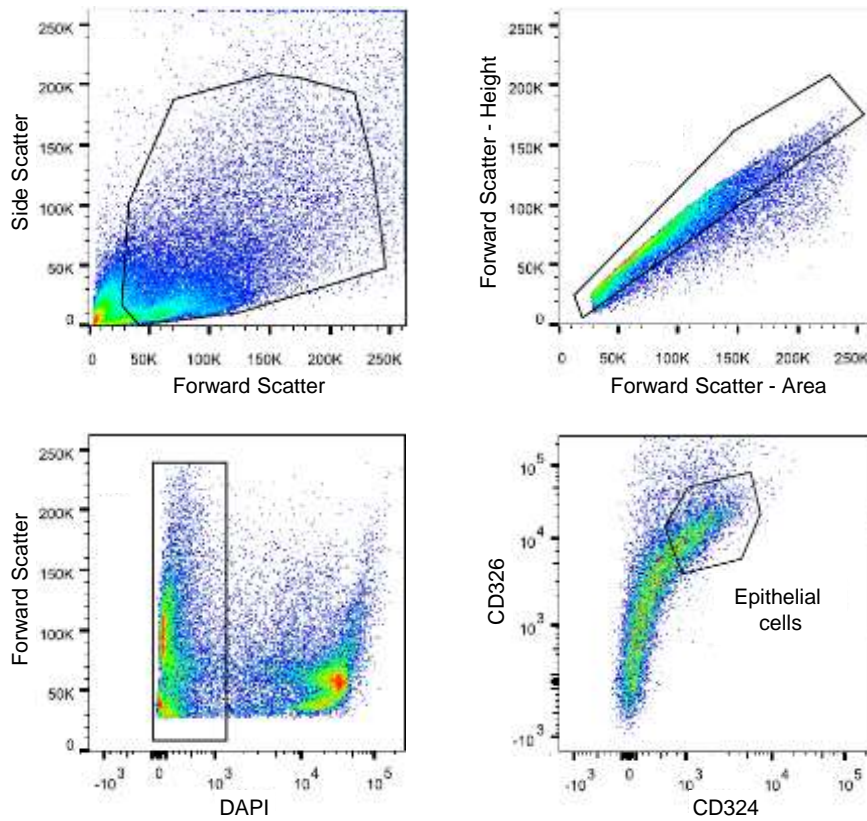 250K
200K
150K
100K
50K
0
Side Scatter
0 50K 100K 150K 200K 250K
Forward Scatter
250K
200K
150K
100K
50K
0
Forward Scatter - Height
0 50K 100K 150K 200K 250K
Forward Scatter - Area
250K
200K
150K
100K
50K
0
Forward Scatter
-10³ 0 10³ 10⁴ 10⁵
DAPI
10⁵
10⁴
10³
-10³
CD326
Epithelial
cells
-10³ 0 10³ 10⁴ 10⁵
CD324